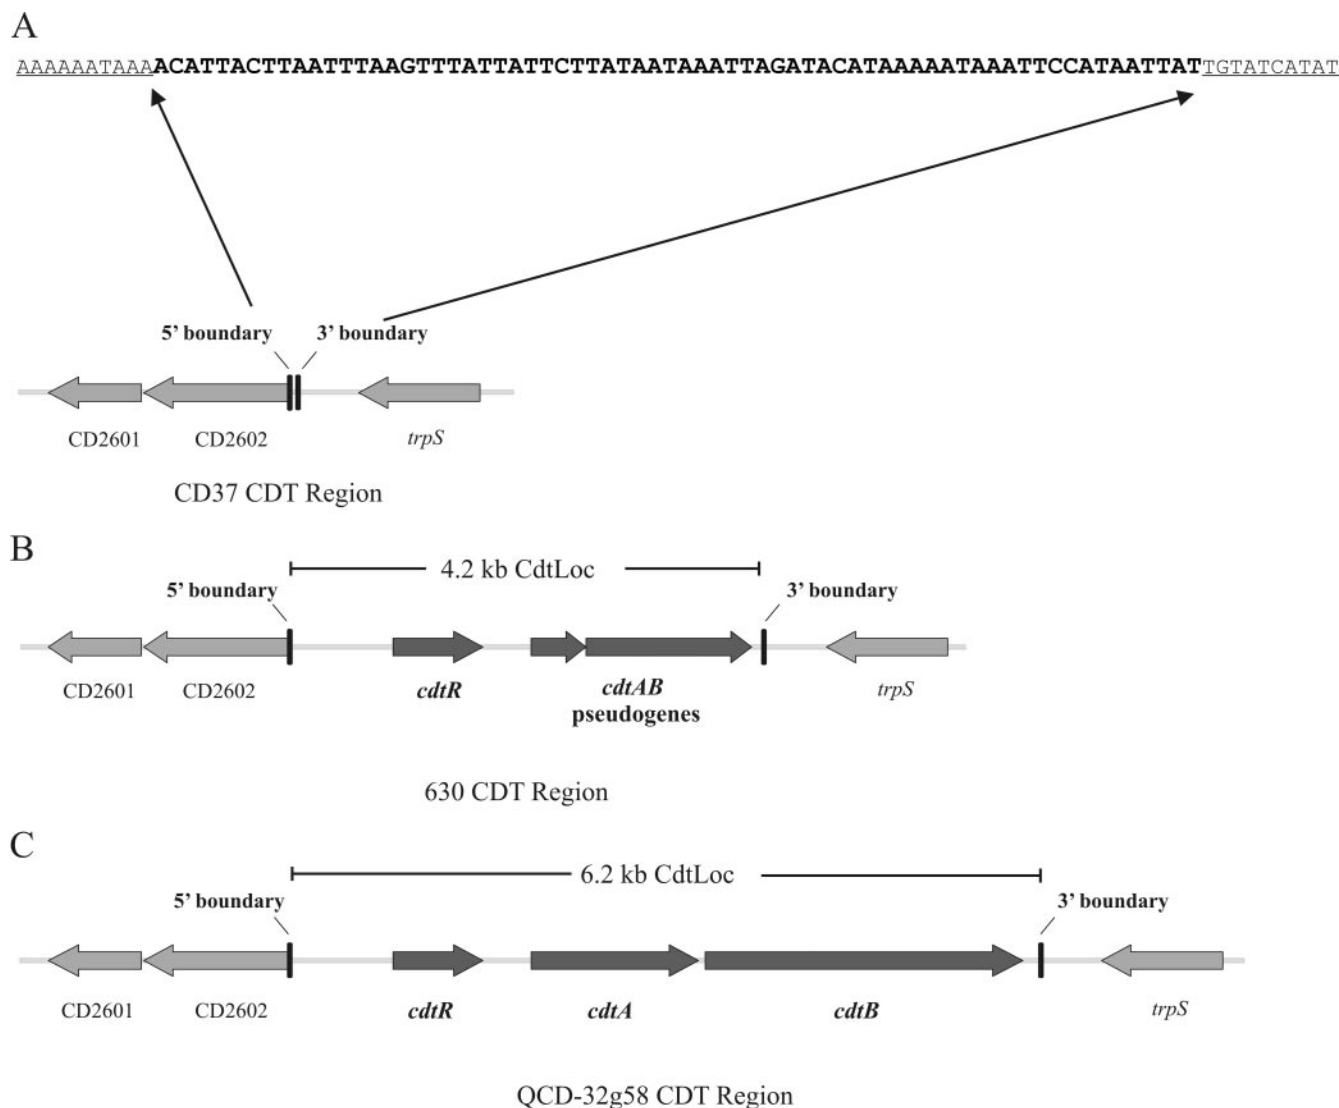 A
AAAAAATAAAACATTACTTAATTTAAGTTTATTATTCTTATAATAAATTAGATACATAAAAATAAATTCCATAATTATTGTATCATAT
5’ boundary 3’ boundary
CD2601 CD2602 trpS
CD37 CDT Region
B
4.2 kb CdtLoc
5’ boundary 3’ boundary
CD2601 CD2602 cdtR cdtAB trpS
pseudogenes
630 CDT Region
C
6.2 kb CdtLoc
5’ boundary 3’ boundary
CD2601 CD2602 cdtR cdtA cdtB trpS
QCD-32g58 CDT Region